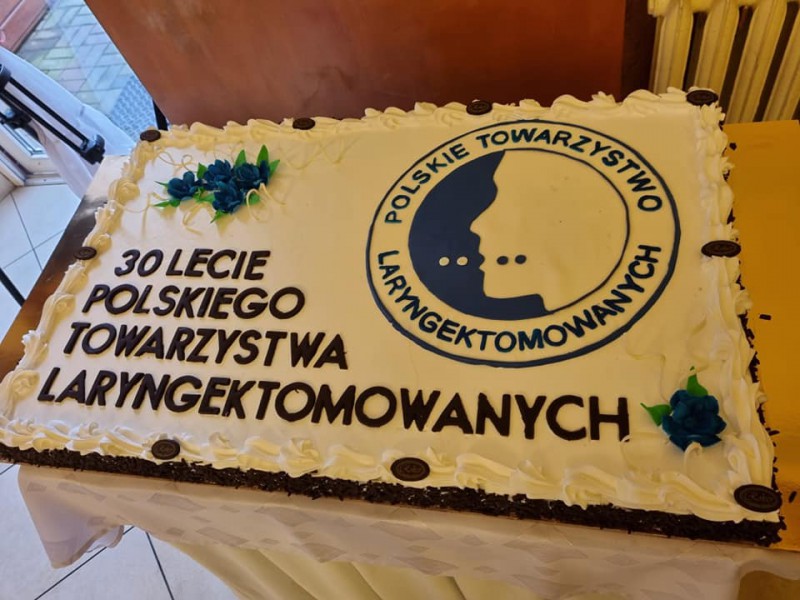 POLSKIE TOWARZYSTWO
LARYNGEKTOMOWANYCH
30 LECIE
POLSKIEGO
TOWARZYSTWA
LARYNGEKTOMOWANYCH